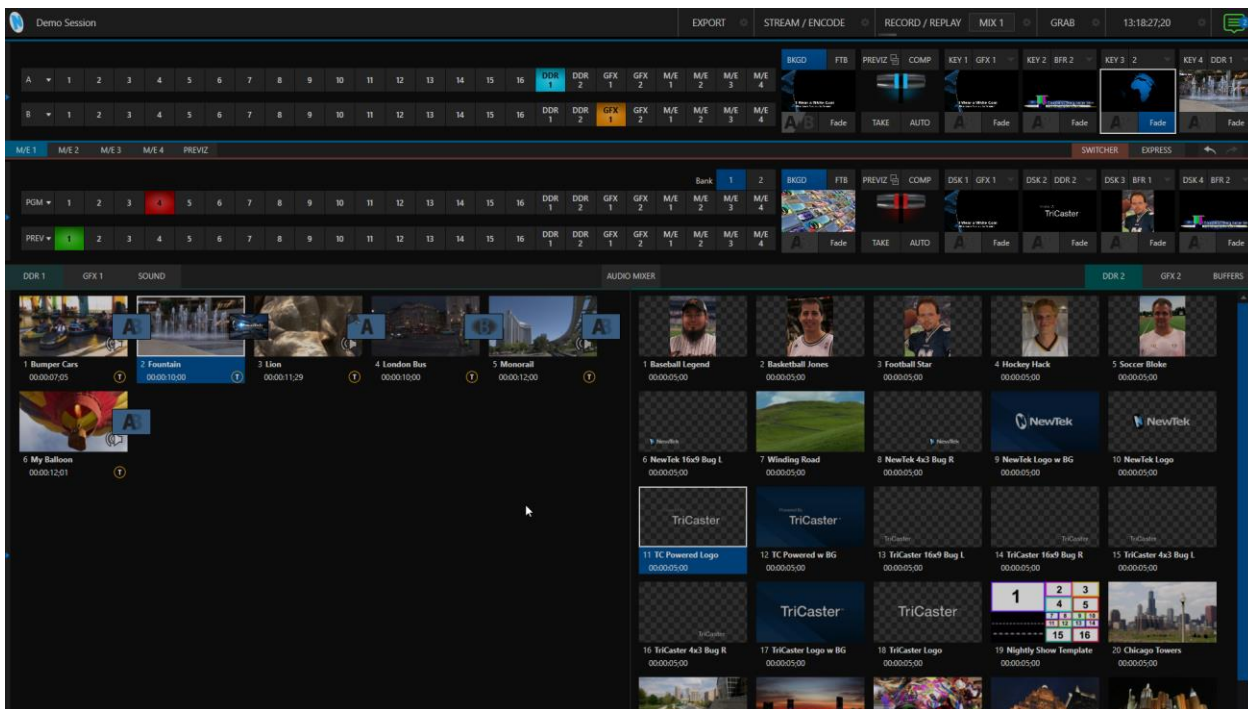 Demo Session EXPORT STREAM / ENCODE RECORD / REPLAY MIX 1 GRAB 13:18:27;20
BKGD FTB PREVIZ COMP KEY 1 GFX 1 KEY 2 BFR 2 KEY 3 2 KEY 4 DDR 1
A 1 2 3 4 5 6 7 8 9 10 11 12 13 14 15 16 DDR 1 DDR 2 GFX 1 GFX 2 M/E 1 M/E 2 M/E 3 M/E 4
B 1 2 3 4 5 6 7 8 9 10 11 12 13 14 15 16 DDR 1 DDR 2 GFX 1 GFX 2 M/E 1 M/E 2 M/E 3 M/E 4
A/B Fade TAKE AUTO A Fade A Fade A Fade A Fade
M/E 1 M/E 2 M/E 3 M/E 4 PREVIZ SWITCHER EXPRESS
Bank 1 2 BKGD FTB PREVIZ COMP DSK 1 GFX 1 DSK 2 DDR 2 DSK 3 BFR 1 DSK 4 BFR 2
PGM 1 2 3 4 5 6 7 8 9 10 11 12 13 14 15 16 DDR 1 DDR 2 GFX 1 GFX 2 M/E 1 M/E 2 M/E 3 M/E 4
TriCaster
PREV 1 2 3 4 5 6 7 8 9 10 11 12 13 14 15 16 DDR 1 DDR 2 GFX 1 GFX 2 M/E 1 M/E 2 M/E 3 M/E 4
A Fade TAKE AUTO A Fade A Fade A Fade A Fade
DDR 1 GFX 1 SOUND AUDIO MIXER DDR 2 GFX 2 BUFFERS
AB A B AB
1 Bumper Cars 2 Fountain 3 Lion 4 London Bus 5 Monorail
00:00:07;05 T 00:00:10;00 T 00:00:11;29 T 00:00:10;00 T 00:00:12;00 T
AB
6 My Balloon
00:00:12;01 T
1 Baseball Legend 2 Basketball Jones 3 Football Star 4 Hockey Hack 5 Soccer Bloke
00:00:05;00 00:00:05;00 00:00:05;00 00:00:05;00 00:00:05;00
NewTek NewTek NewTek NewTek
6 NewTek 16x9 Bug L 7 Winding Road 8 NewTek 4x3 Bug R 9 NewTek Logo w BG 10 NewTek Logo
00:00:05;00 00:00:05;00 00:00:05;00 00:00:05;00 00:00:05;00
TriCaster TriCaster TriCaster TriCaster TriCaster
11 TC Powered Logo 12 TC Powered w BG 13 TriCaster 16x9 Bug L 14 TriCaster 16x9 Bug R 15 TriCaster 4x3 Bug L
00:00:05;00 00:00:05;00 00:00:05;00 00:00:05;00 00:00:05;00
TriCaster TriCaster TriCaster 1 2 3 4 5 15 16
16 TriCaster 4x3 Bug R 17 TriCaster Logo w BG 18 TriCaster Logo 19 Nightly Show Template 20 Chicago Towers
00:00:05;00 00:00:05;00 00:00:05;00 00:00:05;00 00:00:05;00